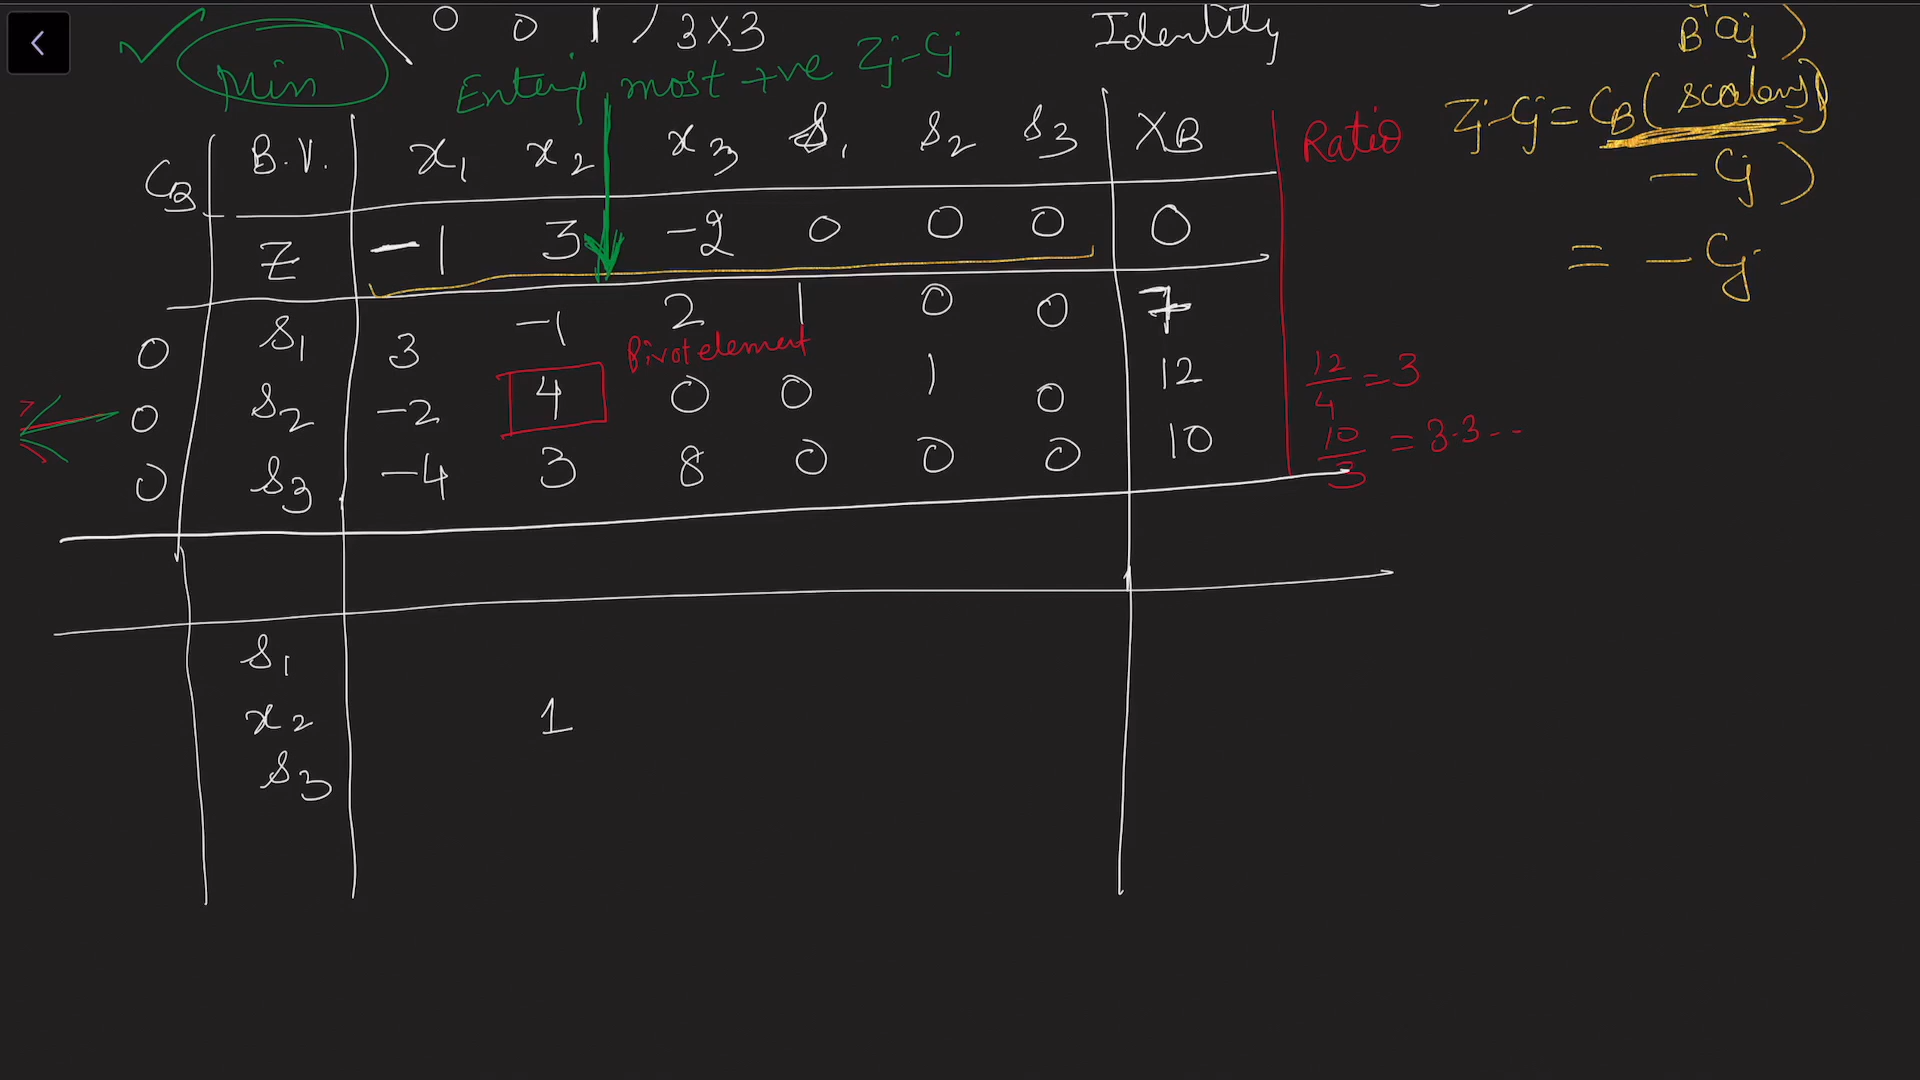 0 0 1 ) 3×3 Identity
B⁻¹ aj )
✓ Min
Entering most +ve Zj-Cj
Zj-Cj = CB( scalars )
- Cj )
= - Cj
CB B.V. x1 x2 x3 s1 s2 s3 XB Ratio
Z -1 3 -2 0 0 0 0
0 s1 3 -1 2 1 0 0 7
Pivot element
0 s2 -2 4 0 0 1 0 12 12/4 = 3
0 s3 -4 3 8 0 0 0 10 10/3 = 3.3--
s1
x2 1
s3